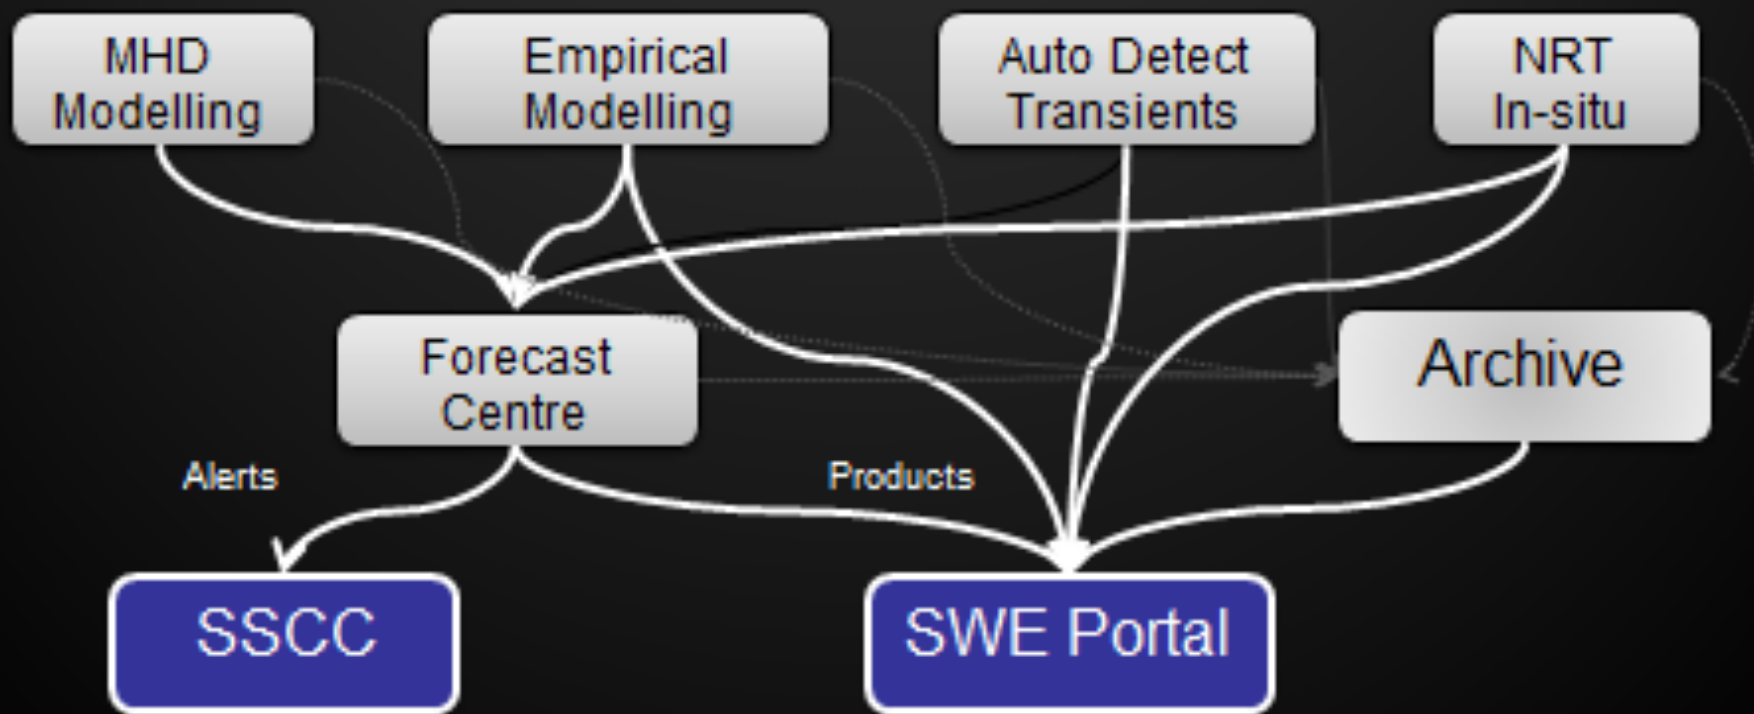 MHD
Modelling
Empirical
Modelling
Auto Detect
Transients
NRT
In-situ
Forecast
Centre
Archive
Alerts
Products
SSCC
SWE Portal